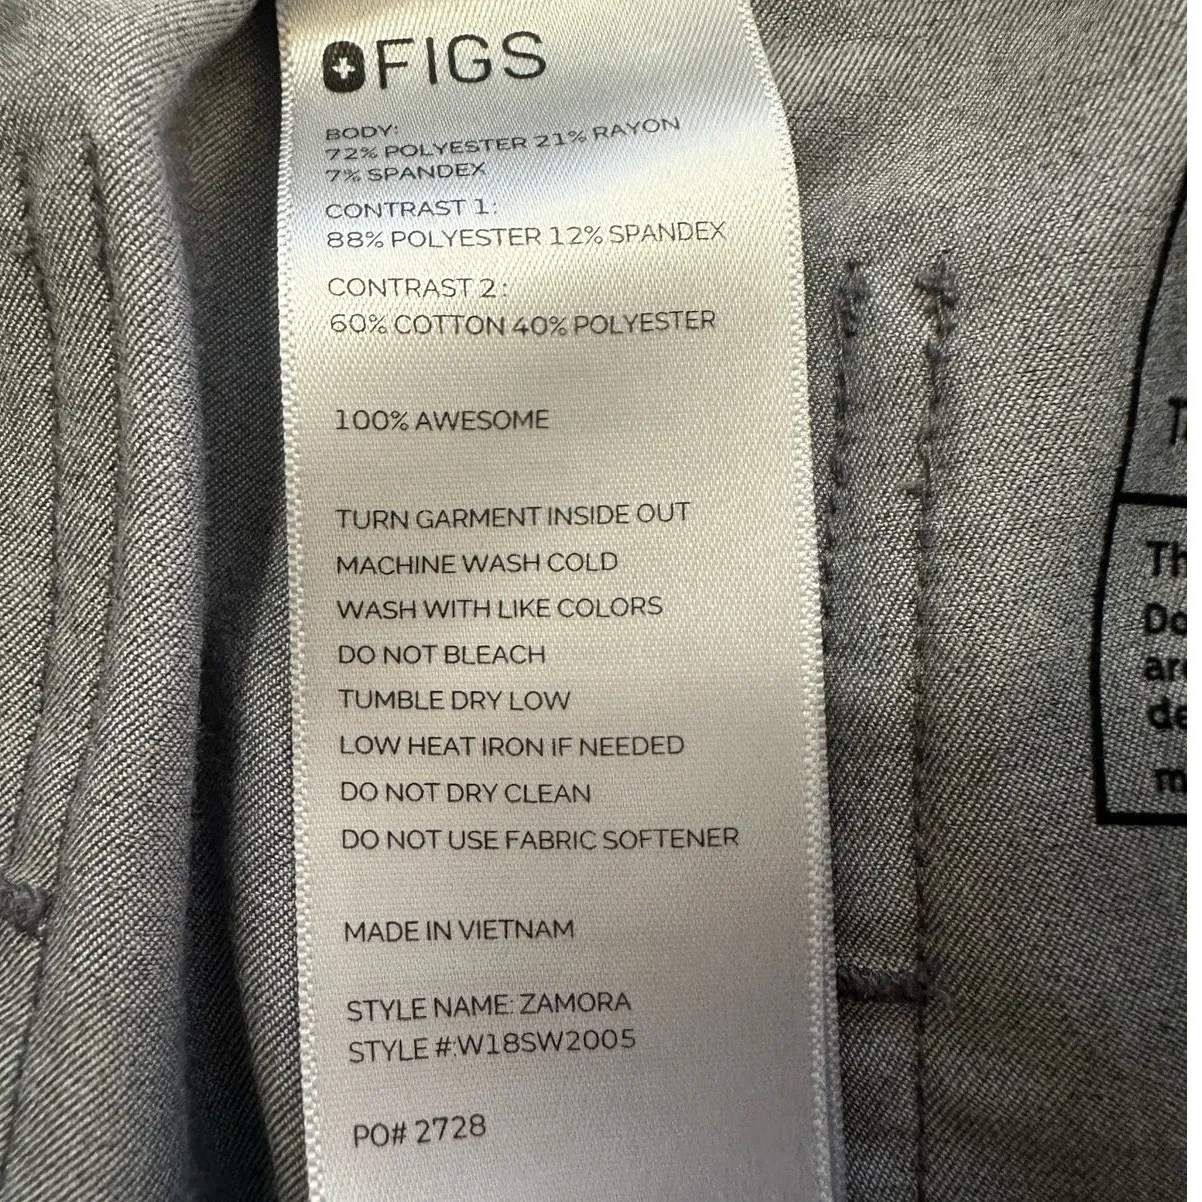 FIGS
BODY:
72% POLYESTER 21% RAYON
7% SPANDEX
CONTRAST 1:
88% POLYESTER 12% SPANDEX
CONTRAST 2:
60% COTTON 40% POLYESTER
100% AWESOME
TURN GARMENT INSIDE OUT
MACHINE WASH COLD
WASH WITH LIKE COLORS
DO NOT BLEACH
TUMBLE DRY LOW
LOW HEAT IRON IF NEEDED
DO NOT DRY CLEAN
DO NOT USE FABRIC SOFTENER
MADE IN VIETNAM
STYLE NAME: ZAMORA
STYLE #:W18SW2005
PO# 2728